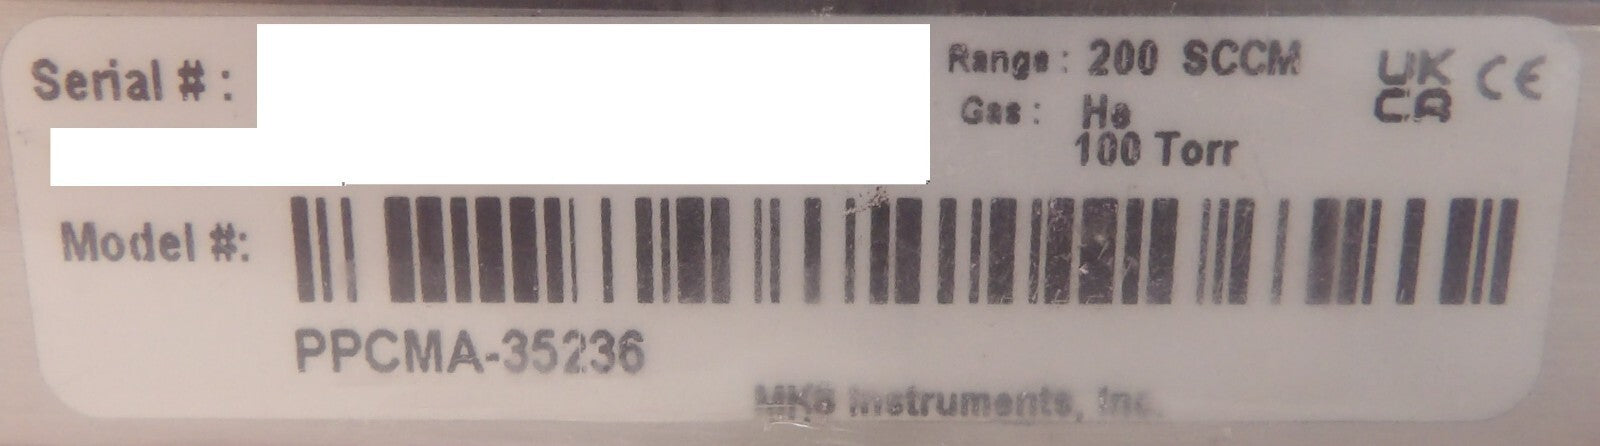 Serial # :
Range : 200 SCCM
Gas : He
100 Torr
UK
CA
CE
Model #:
PPCMA-35236
MKS Instruments, Inc.